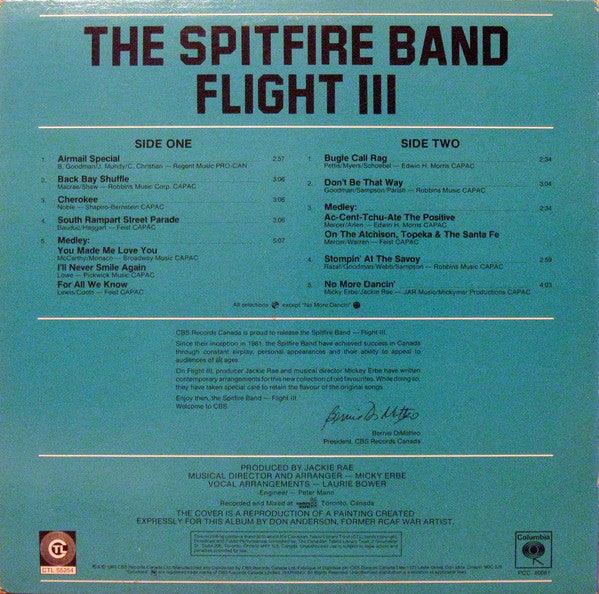 THE SPITFIRE BAND
FLIGHT III
SIDE ONE
1. Airmail Special 2:57
B. Goodman/J. Mundy/C. Christian — Regent Music PRO-CAN
2. Back Bay Shuffle 3:06
Macrae/Shaw — Robbins Music Corp. CAPAC
3. Cherokee 3:06
Noble — Shapiro-Bernstein CAPAC
4. South Rampart Street Parade 3:06
Bauduc/Haggart — Feist CAPAC
5. Medley: 5:07
You Made Me Love You
McCarthy/Monaco — Broadway Music CAPAC
I'll Never Smile Again
Lowe — Pickwick Music CAPAC
For All We Know
Lewis/Coots — Feist CAPAC
SIDE TWO
1. Bugle Call Rag 2:34
Pettis/Myers/Schoebel — Edwin H. Morris CAPAC
2. Don't Be That Way 3:04
Goodman/Sampson/Parish — Robbins Music CAPAC
3. Medley: 2:34
Ac-Cent-Tchu-Ate The Positive
Mercer/Arlen — Edwin H. Morris CAPAC
On The Atchison, Topeka & The Santa Fe
Mercer/Warren — Feist CAPAC
4. Stompin' At The Savoy 2:59
Razaf/Goodman/Webb/Sampson — Robbins Music CAPAC
5. No More Dancin' 4:03
Micky Erbe/Jackie Rae — JAR Music/Mickymar Productions CAPAC
All selections except "No More Dancin'"
CBS Records Canada is proud to release the Spitfire Band — Flight III.
Since their inception in 1981, the Spitfire Band have achieved success in Canada
through constant airplay, personal appearances and their ability to appeal to
audiences of all ages.
On Flight III, producer Jackie Rae and musical director Mickey Erbe have written
contemporary arrangements for this new collection of old favourites. While doing so,
they have taken special care to retain the flavour of the original songs.
Enjoy then, the Spitfire Band — Flight III.
Welcome to CBS.
Bernie DiMatteo
Bernie DiMatteo
President, CBS Records Canada
PRODUCED BY JACKIE RAE
MUSICAL DIRECTOR AND ARRANGER — MICKY ERBE
VOCAL ARRANGEMENTS — LAURIE BOWER
Engineer — Peter Mann
Recorded and Mixed at Toronto, Canada
THE COVER IS A REPRODUCTION OF A PAINTING CREATED
EXPRESSLY FOR THIS ALBUM BY DON ANDERSON, FORMER RCAF WAR ARTIST.
CTL
CTL S5254
Columbia
PCC 80081